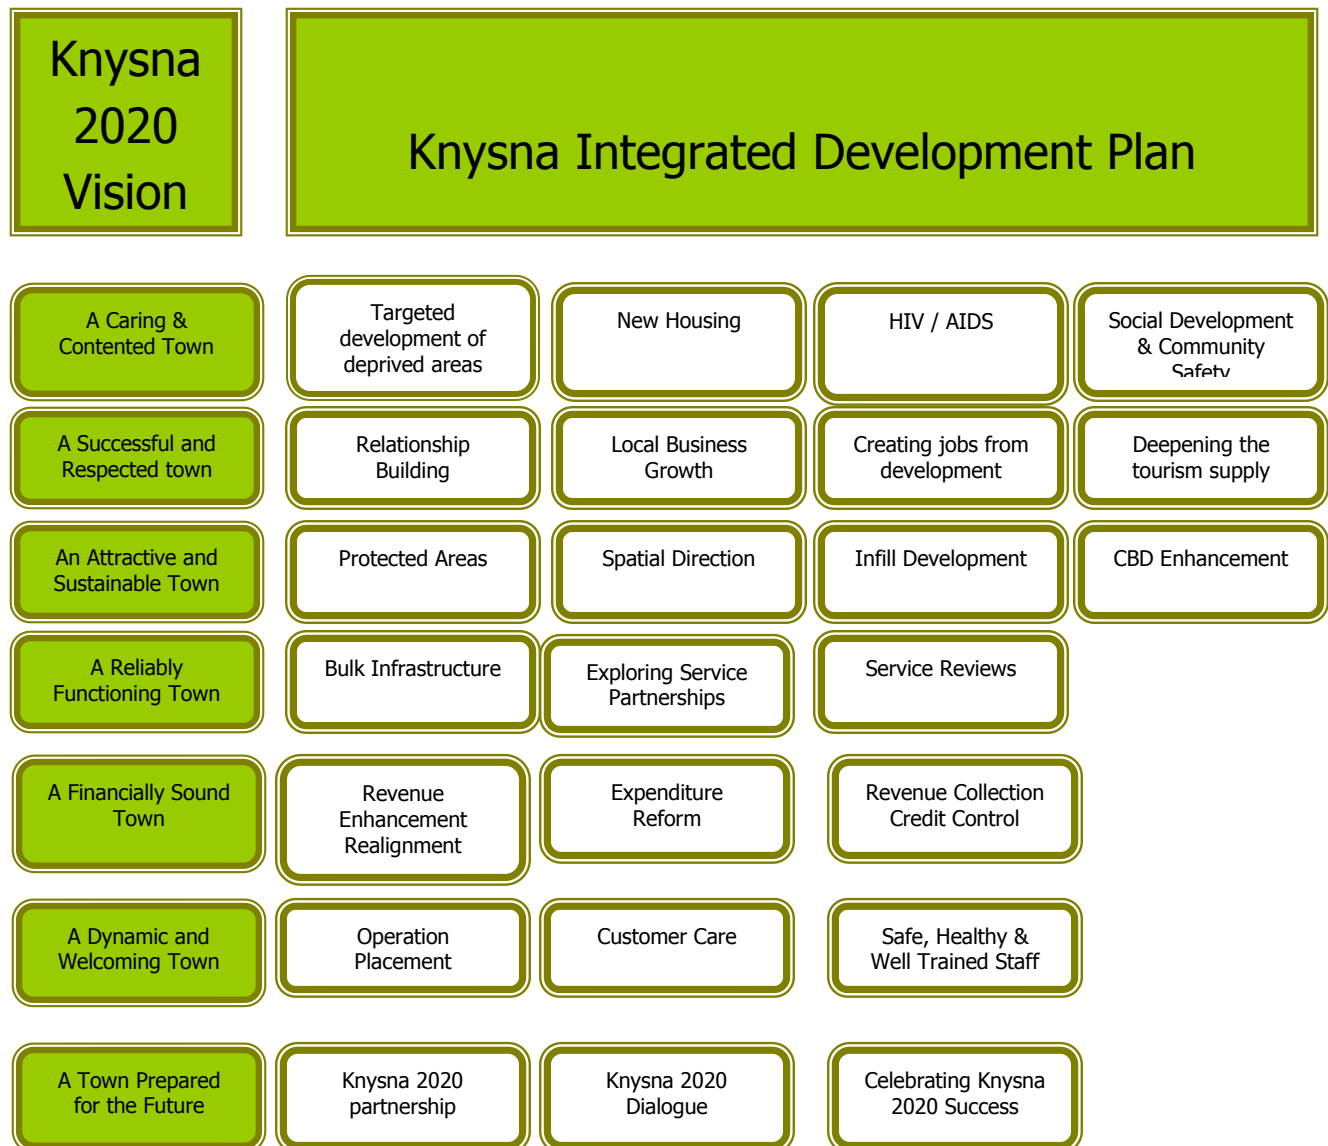 Knysna
2020
Vision
Knysna Integrated Development Plan
A Caring &
Contented Town
Targeted
development of
deprived areas
New Housing
HIV / AIDS
Social Development
& Community
Safety
A Successful and
Respected town
Relationship
Building
Local Business
Growth
Creating jobs from
development
Deepening the
tourism supply
An Attractive and
Sustainable Town
Protected Areas
Spatial Direction
Infill Development
CBD Enhancement
A Reliably
Functioning Town
Bulk Infrastructure
Exploring Service
Partnerships
Service Reviews
A Financially Sound
Town
Revenue
Enhancement
Realignment
Expenditure
Reform
Revenue Collection
Credit Control
A Dynamic and
Welcoming Town
Operation
Placement
Customer Care
Safe, Healthy &
Well Trained Staff
A Town Prepared
for the Future
Knysna 2020
partnership
Knysna 2020
Dialogue
Celebrating Knysna
2020 Success